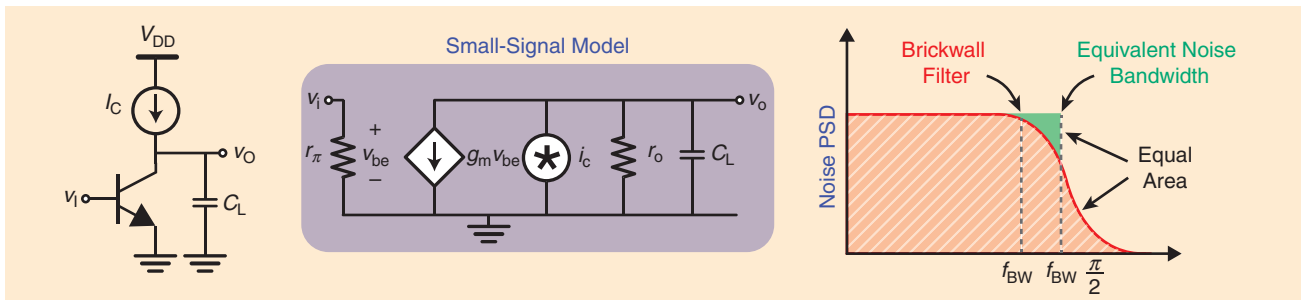 V_DD
I_C
v_O
v_I
C_L
Small-Signal Model
v_i
v_o
r_π
+
v_be
−
g_m v_be
i_c
r_o
C_L
Brickwall
Filter
Equivalent Noise
Bandwidth
Equal
Area
Noise PSD
f_BW
f_BW π/2